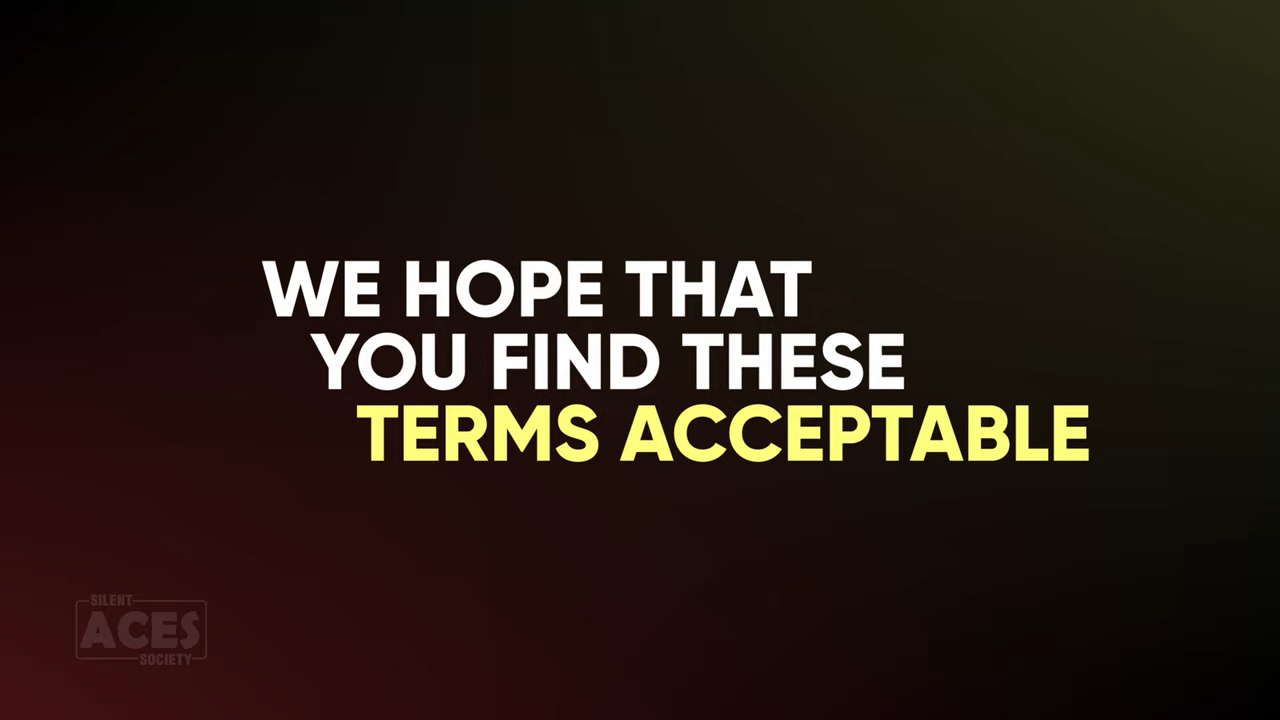 WE HOPE THAT
YOU FIND THESE
TERMS ACCEPTABLE
SILENT
ACES
SOCIETY